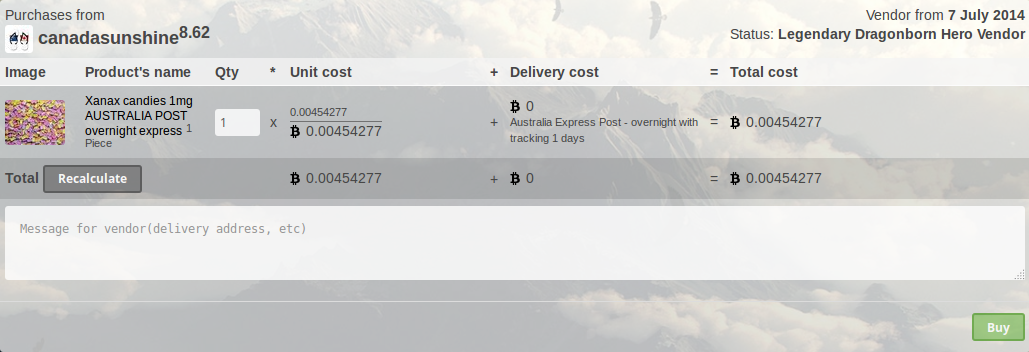 Purchases from
canadasunshine8.62
Vendor from 7 July 2014
Status: Legendary Dragonborn Hero Vendor
Image Product's name Qty * Unit cost + Delivery cost = Total cost
Xanax candies 1mg
AUSTRALIA POST
overnight express 1
Piece
1
x
0.00454277
₿ 0.00454277
+
₿ 0
Australia Express Post - overnight with
tracking 1 days
=
₿ 0.00454277
Total Recalculate ₿ 0.00454277 + ₿ 0 = ₿ 0.00454277
Message for vendor(delivery address, etc)
Buy